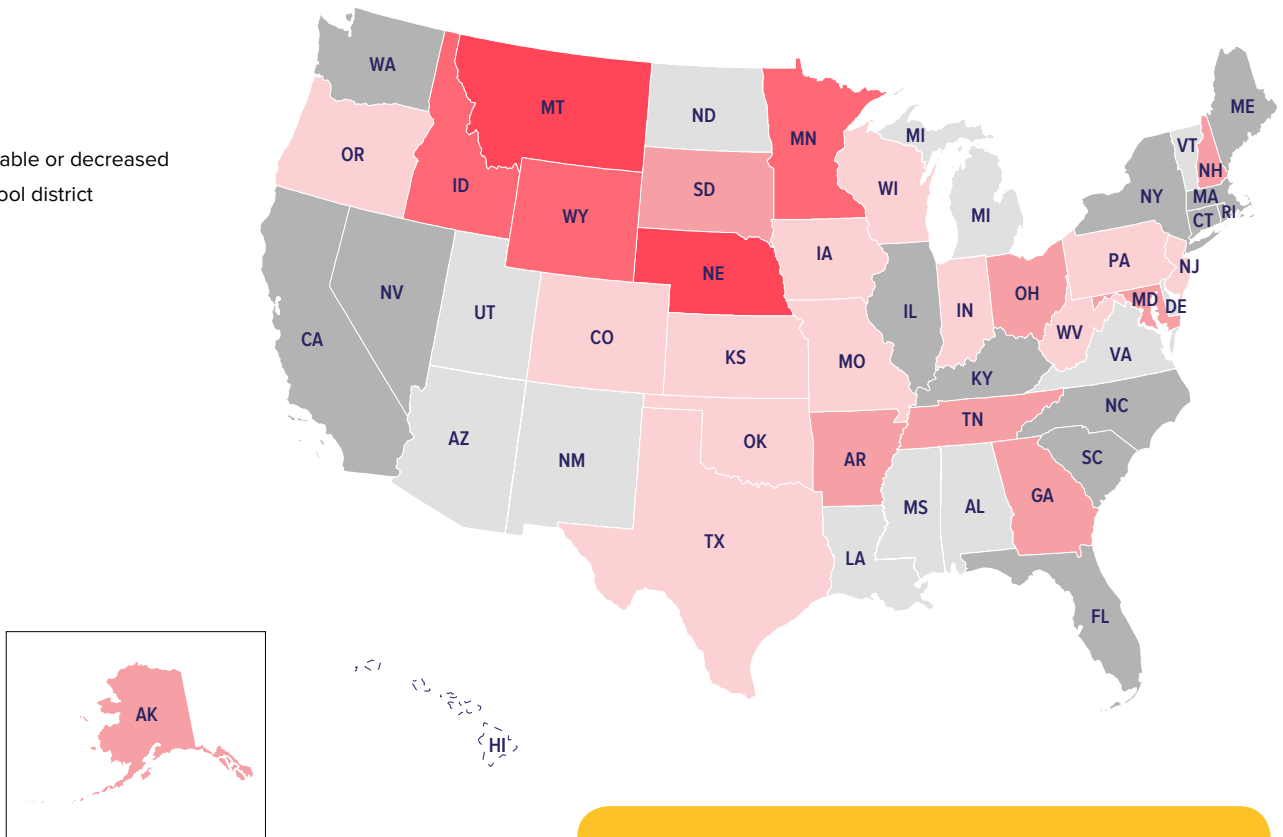 WA
MT
ND
MN
MI
ME
VT
NH
OR
ID
SD
WI
NY
MA
RI
CT
WY
MI
IA
PA
NJ
NE
NV
UT
OH
IN
IL
MD
DE
CA
CO
WV
KS
MO
VA
KY
NC
TN
AZ
NM
OK
AR
SC
MS
AL
GA
TX
LA
FL
AK
HI
able or decreased
ool district